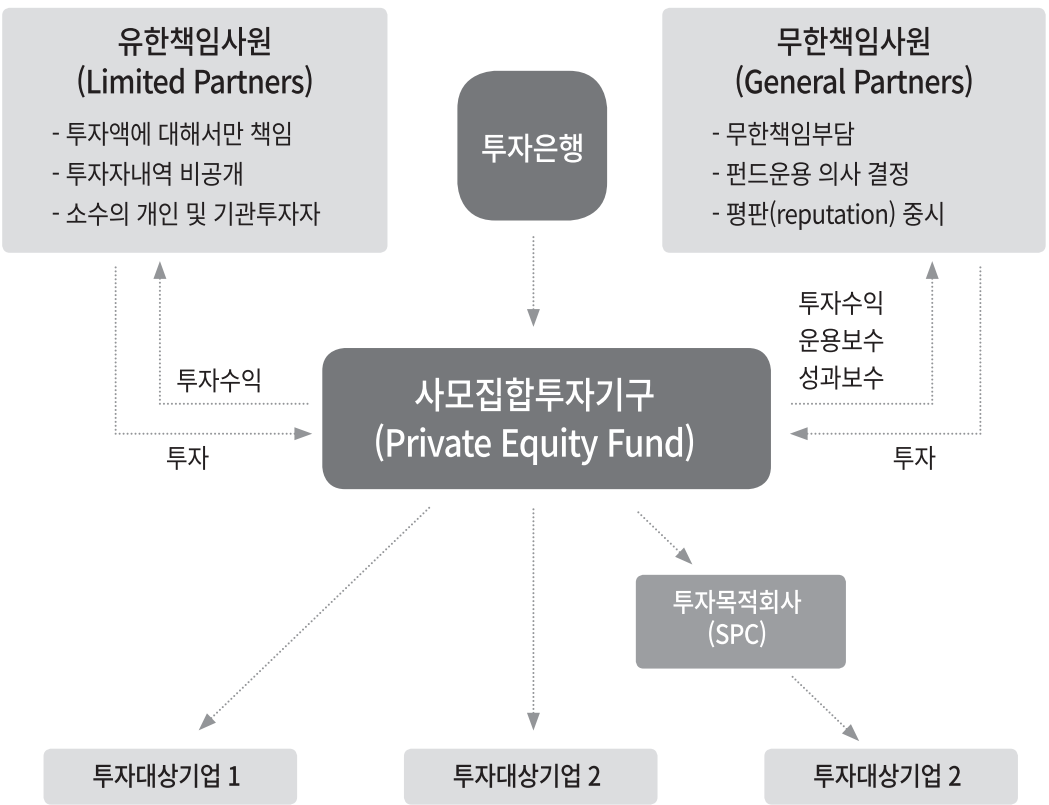 유한책임사원
(Limited Partners)
- 투자액에 대해서만 책임
- 투자자내역 비공개
- 소수의 개인 및 기관투자자
투자은행
무한책임사원
(General Partners)
- 무한책임부담
- 펀드운용 의사 결정
- 평판(reputation) 중시
투자수익
투자
투자수익
운용보수
성과보수
투자
사모집합투자기구
(Private Equity Fund)
투자목적회사
(SPC)
투자대상기업 1
투자대상기업 2
투자대상기업 2